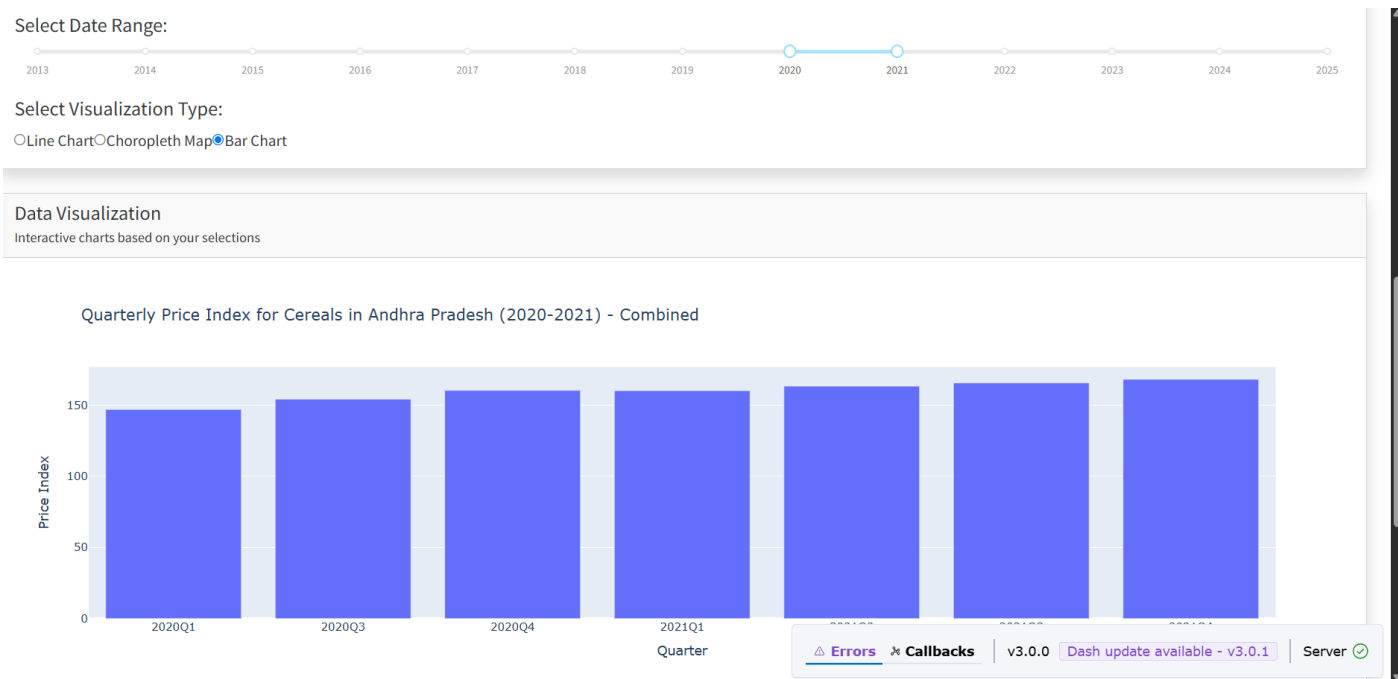 Select Date Range:
2013 2014 2015 2016 2017 2018 2019 2020 2021 2022 2023 2024 2025
Select Visualization Type:
Line Chart Choropleth Map Bar Chart
Data Visualization
Interactive charts based on your selections
Quarterly Price Index for Cereals in Andhra Pradesh (2020-2021) - Combined
Price Index
150
100
50
0
2020Q1 2020Q3 2020Q4 2021Q1
Quarter
Errors Callbacks v3.0.0 Dash update available - v3.0.1 Server